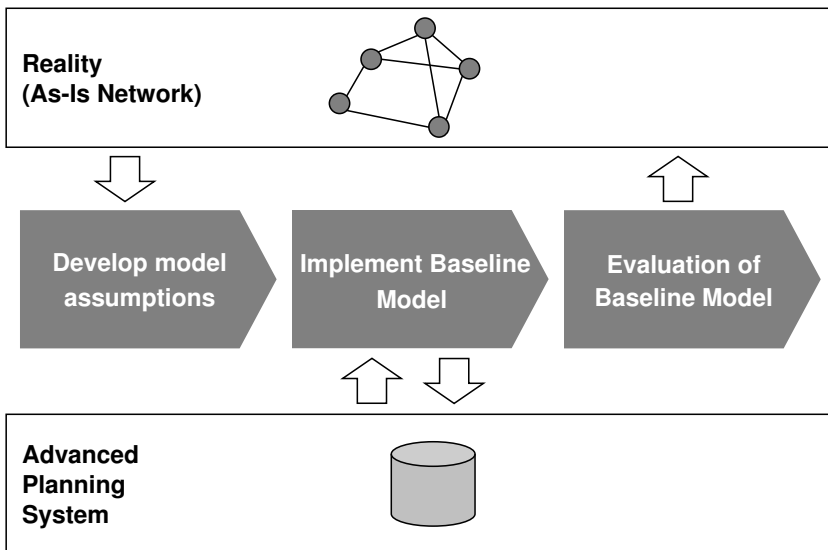 Reality
(As-Is Network)
Develop model
assumptions
Implement Baseline
Model
Evaluation of
Baseline Model
Advanced
Planning
System